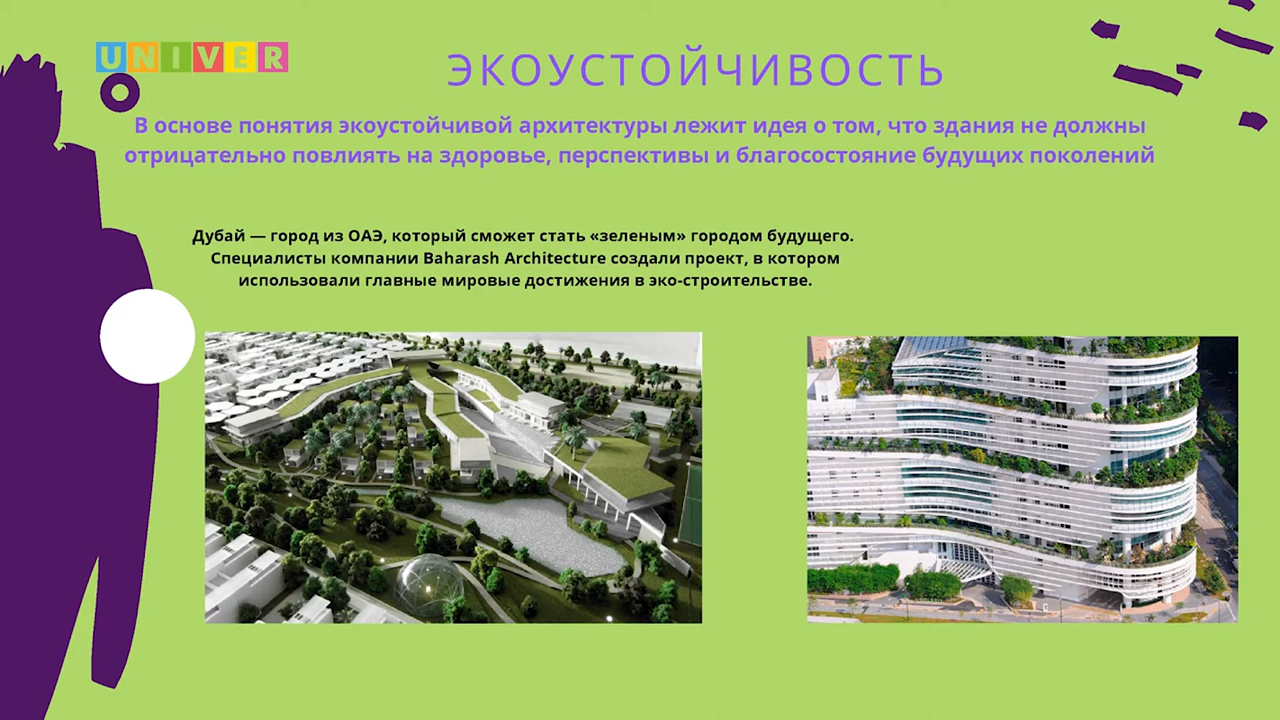 UNIVER
ЭКОУСТОЙЧИВОСТЬ
В основе понятия экоустойчивой архитектуры лежит идея о том, что здания не должны
отрицательно повлиять на здоровье, перспективы и благосостояние будущих поколений
Дубай — город из ОАЭ, который сможет стать «зеленым» городом будущего.
Специалисты компании Baharash Architecture создали проект, в котором
использовали главные мировые достижения в эко-строительстве.